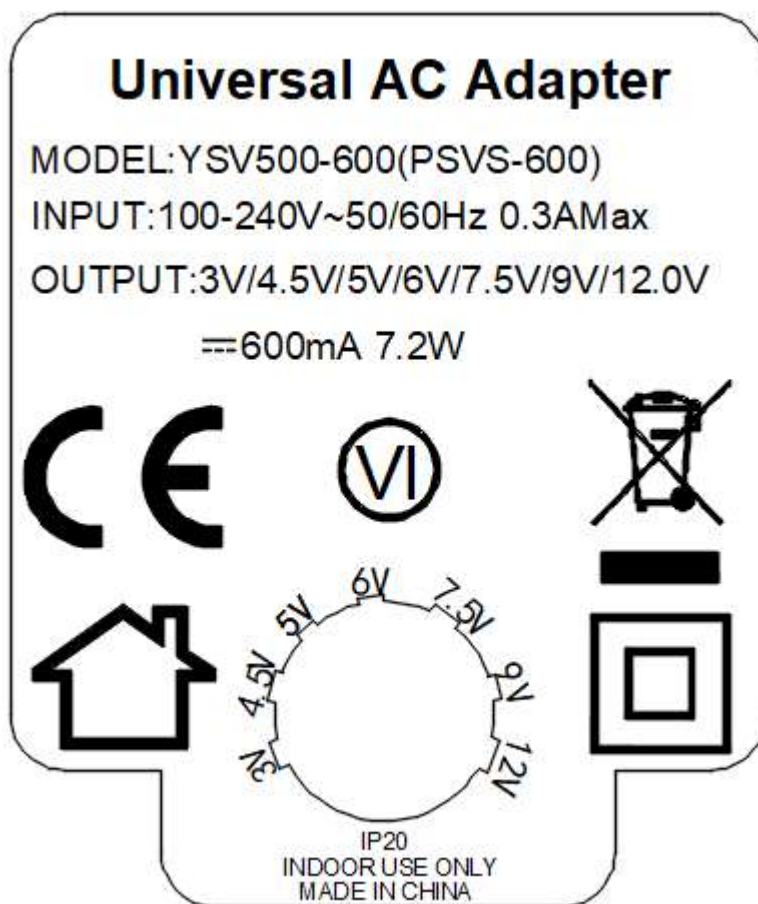 Universal AC Adapter
MODEL:YSV500-600(PSVS-600)
INPUT:100-240V~50/60Hz 0.3AMax
OUTPUT:3V/4.5V/5V/6V/7.5V/9V/12.0V
⎓600mA 7.2W
CE
VI
3V
4.5V
5V
6V
7.5V
9V
12V
IP20
INDOOR USE ONLY
MADE IN CHINA